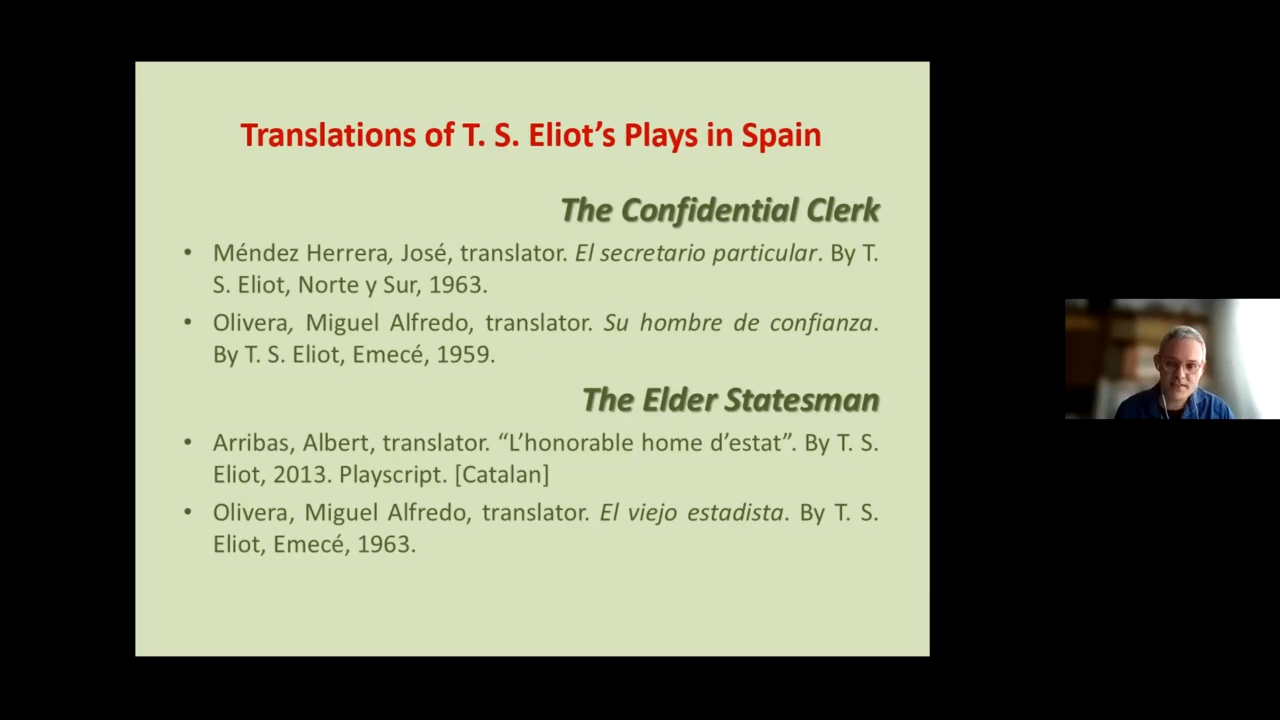 Translations of T. S. Eliot’s Plays in Spain
The Confidential Clerk
• Méndez Herrera, José, translator. El secretario particular. By T.
S. Eliot, Norte y Sur, 1963.
• Olivera, Miguel Alfredo, translator. Su hombre de confianza.
By T. S. Eliot, Emecé, 1959.
The Elder Statesman
• Arribas, Albert, translator. “L’honorable home d’estat”. By T. S.
Eliot, 2013. Playscript. [Catalan]
• Olivera, Miguel Alfredo, translator. El viejo estadista. By T. S.
Eliot, Emecé, 1963.